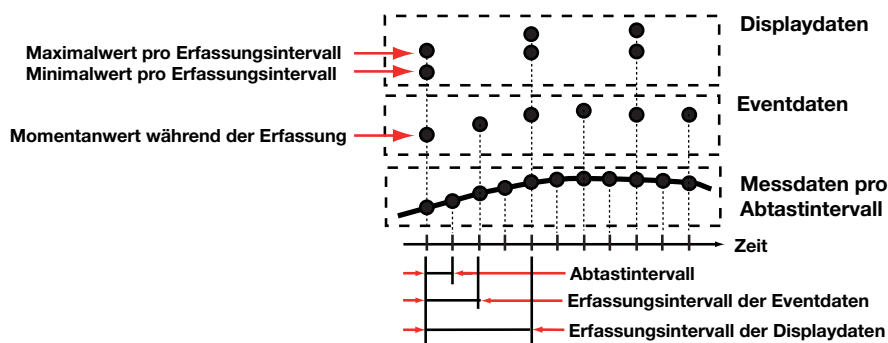 Displaydaten
Maximalwert pro Erfassungsintervall
Minimalwert pro Erfassungsintervall
Eventdaten
Momentanwert während der Erfassung
Messdaten pro
Abtastintervall
Zeit
Abtastintervall
Erfassungsintervall der Eventdaten
Erfassungsintervall der Displaydaten